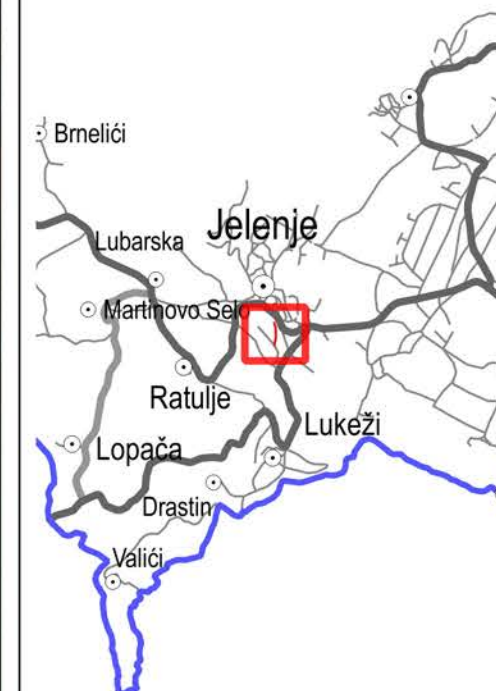 Brnelići
Jelenje
Lubarska
Martinovo Selo
Ratulje
Lukeži
Lopača
Drastin
Valići